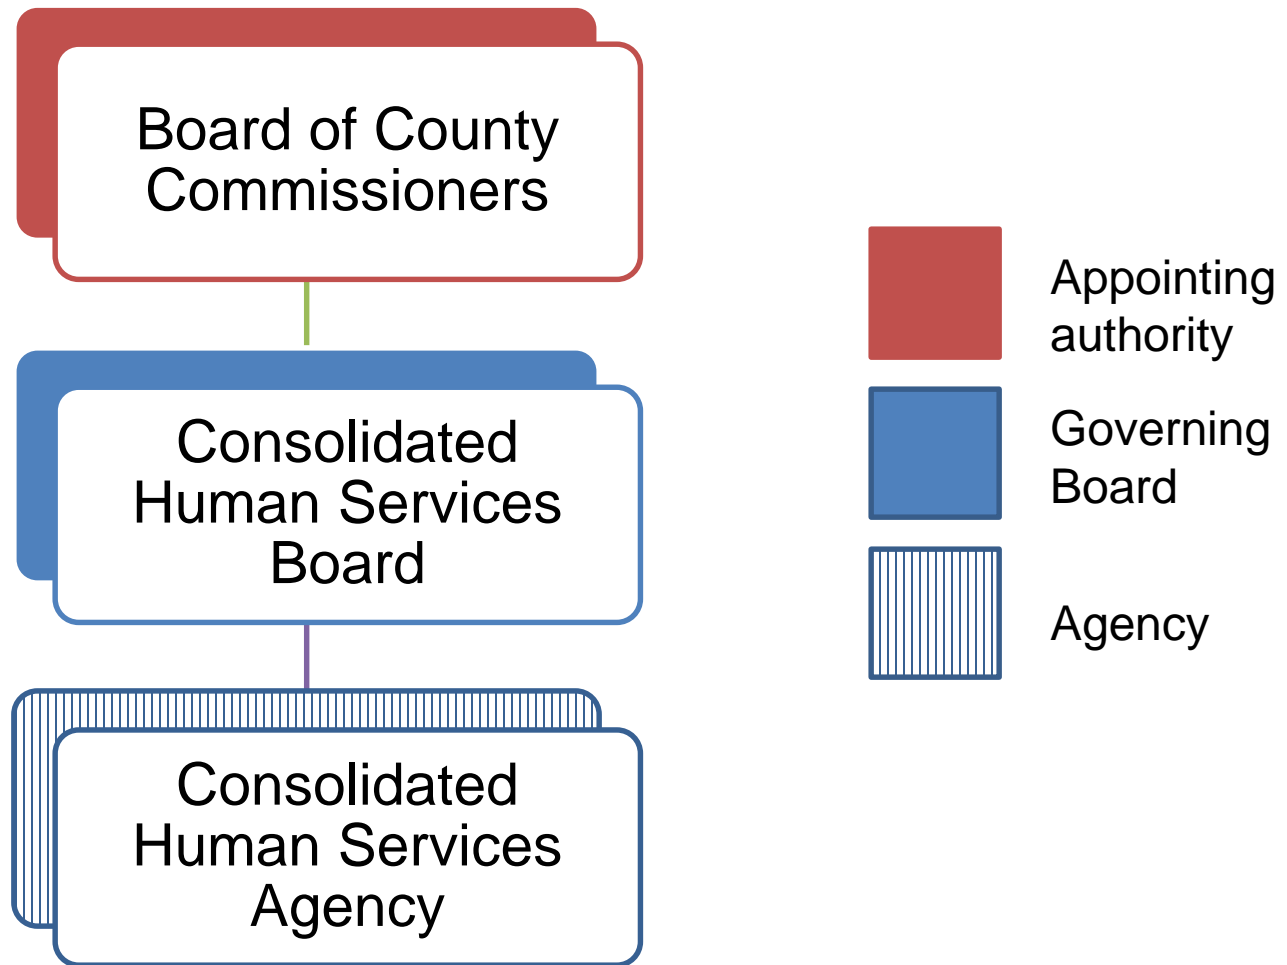 Board of County
Commissioners
Consolidated
Human Services
Board
Consolidated
Human Services
Agency
Appointing
authority
Governing
Board
Agency